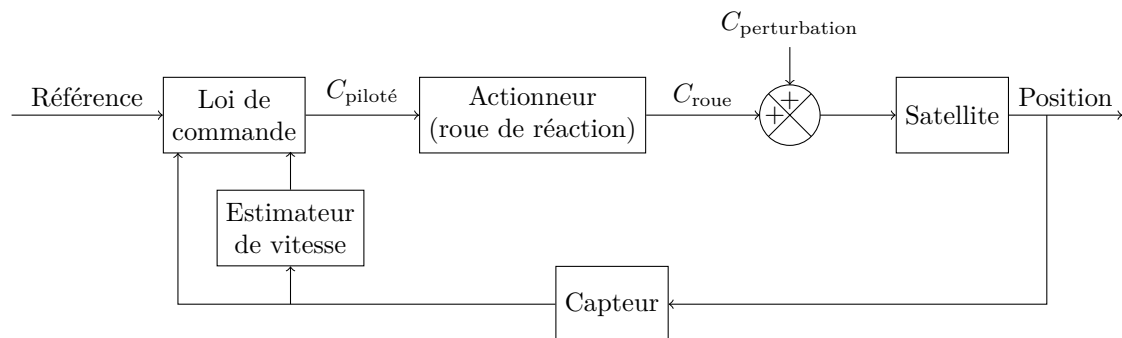 C_perturbation
Référence
Loi de
commande
C_piloté
Actionneur
(roue de réaction)
C_roue
+
+
Satellite
Position
Estimateur
de vitesse
Capteur